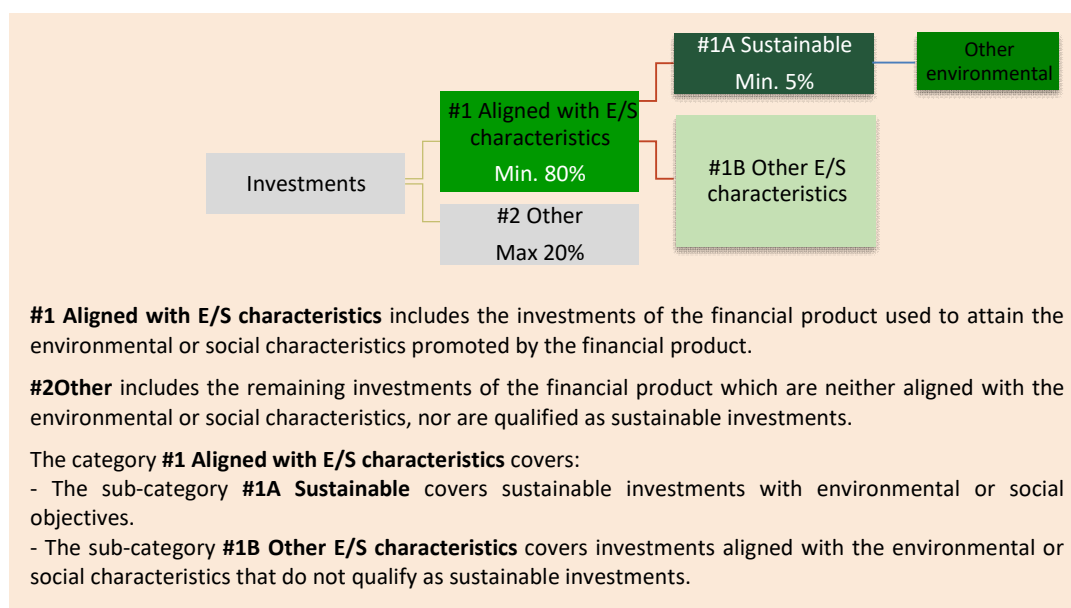 #1A Sustainable
Min. 5%
Other
environmental
#1 Aligned with E/S
characteristics
Min. 80%
Investments
#1B Other E/S
characteristics
#2 Other
Max 20%
#1 Aligned with E/S characteristics includes the investments of the financial product used to attain the
environmental or social characteristics promoted by the financial product.
#2Other includes the remaining investments of the financial product which are neither aligned with the
environmental or social characteristics, nor are qualified as sustainable investments.
The category #1 Aligned with E/S characteristics covers:
- The sub-category #1A Sustainable covers sustainable investments with environmental or social
objectives.
- The sub-category #1B Other E/S characteristics covers investments aligned with the environmental or
social characteristics that do not qualify as sustainable investments.